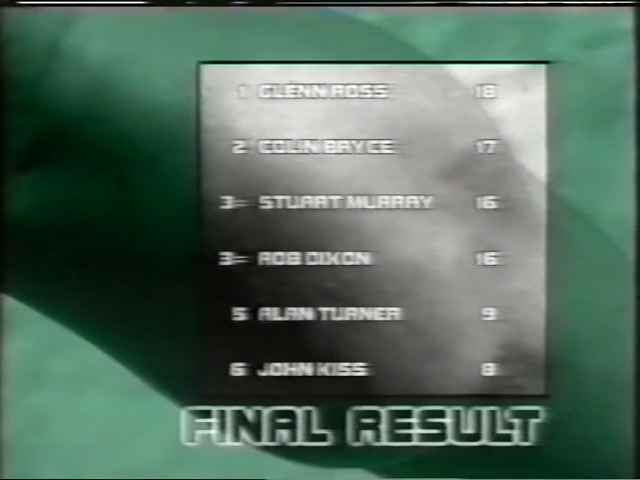 1 GLENN ROSS 18
2 COLIN BRYCE 17
3= STUART MURRAY 16
3= ROB DIXON 16
5 ALAN TURNER 9
6 JOHN KISS 8
FINAL RESULT